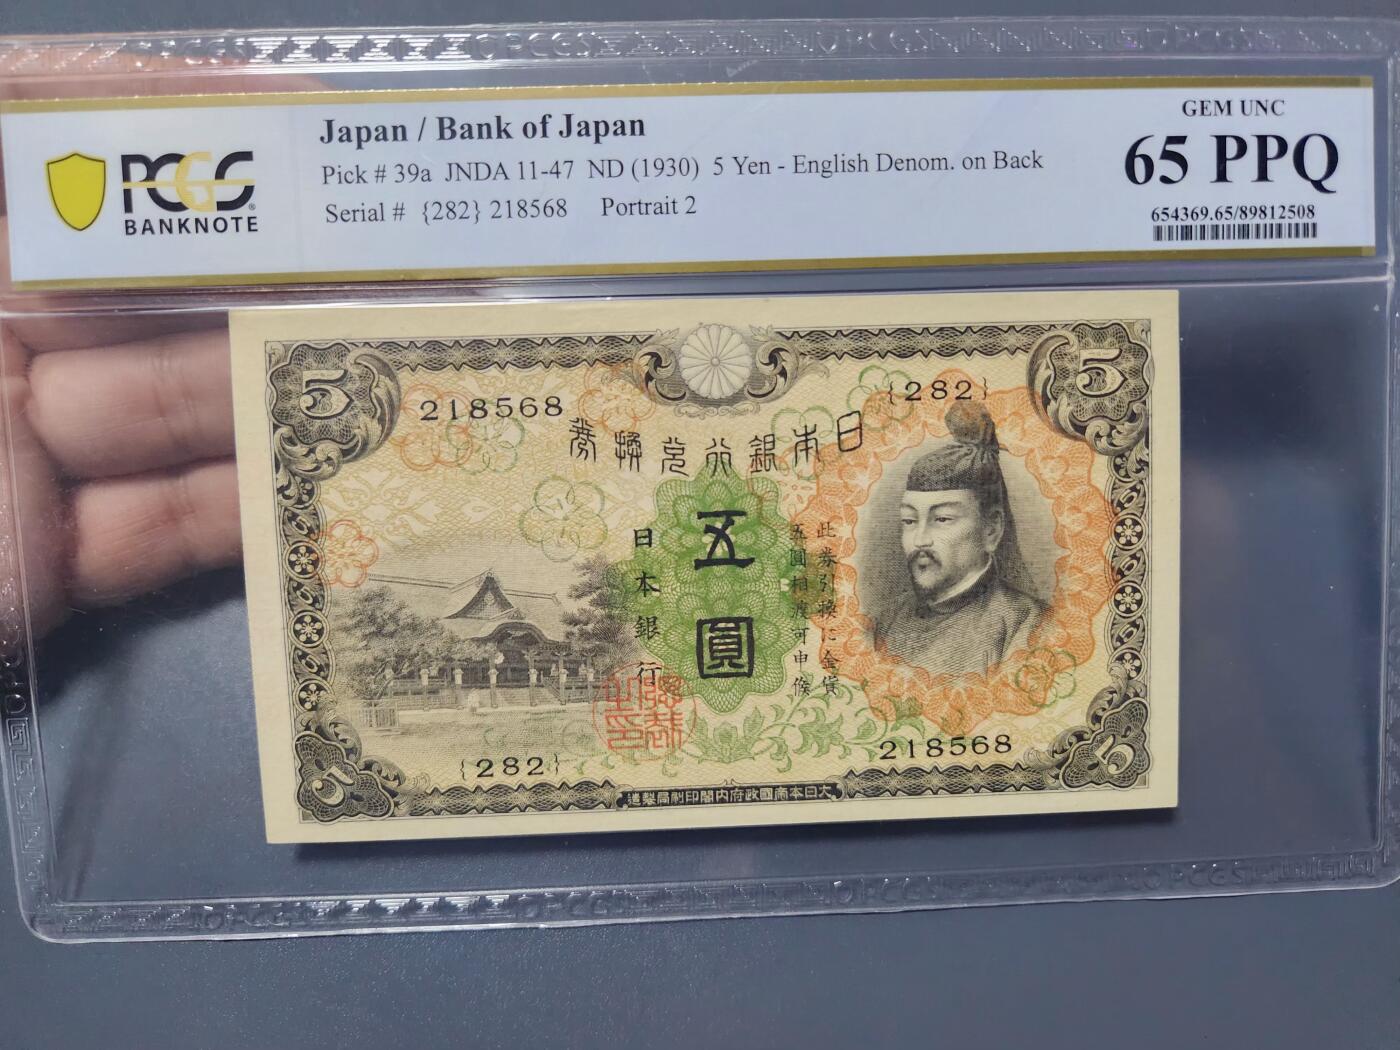 Japan / Bank of Japan
Pick # 39a JNDA 11-47 ND (1930) 5 Yen - English Denom. on Back
Serial # {282} 218568 Portrait 2
PCGS
BANKNOTE
GEM UNC
65 PPQ
654369.65/89812508
5
5
218568
{282}
日本銀行兌換券
五圓
日本銀行
此券引換に金貨
五圓相渡可申候
{282}
218568
5
5
大日本帝國政府内閣印刷局製造